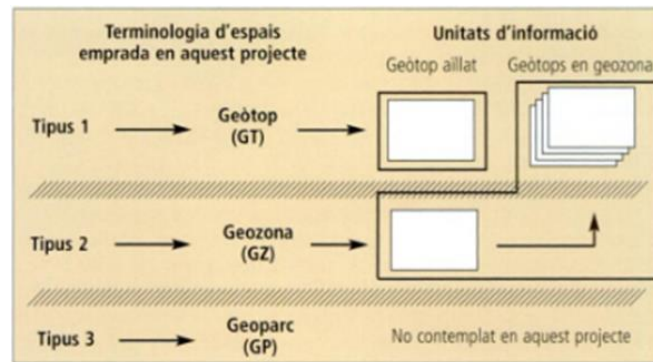 Terminologia d'espais
emprada en aquest projecte
Unitats d'informació
Geòtop aïllat
Geòtops en geozona
Tipus 1
Geòtop
(GT)
Tipus 2
Geozona
(GZ)
Tipus 3
Geoparc
(GP)
No contemplat en aquest projecte